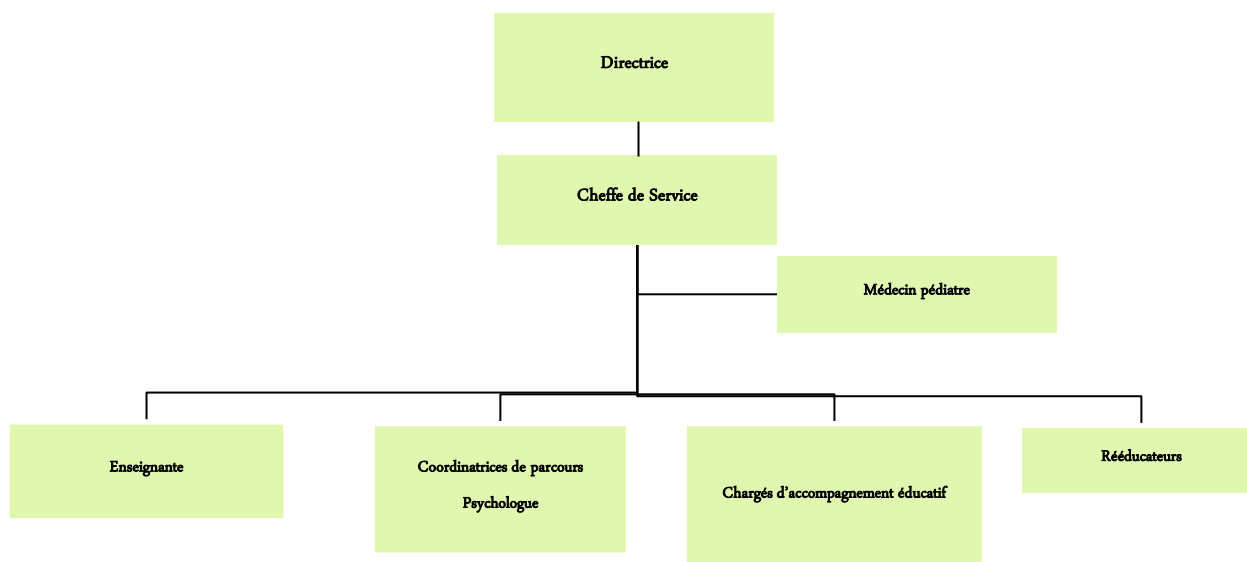 Directrice
Cheffe de Service
Médecin pédiatre
Enseignante
Coordinatrices de parcours
Psychologue
Chargés d’accompagnement éducatif
Rééducateurs